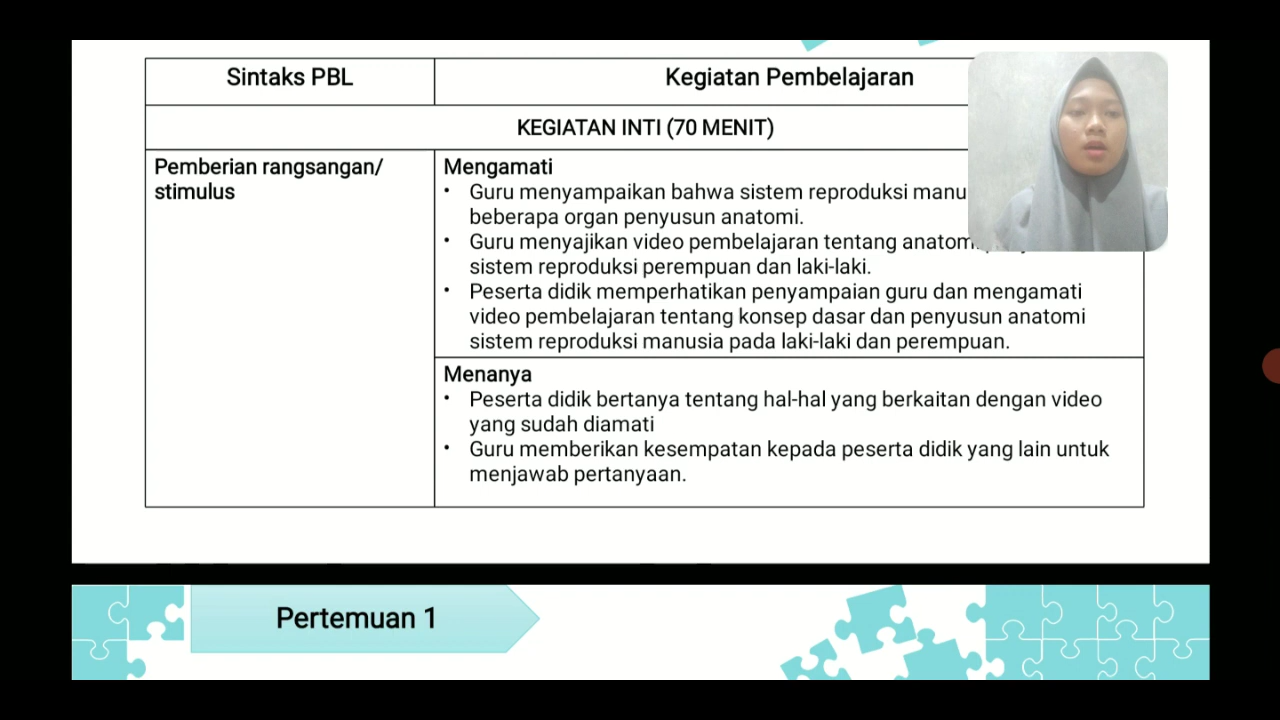 Sintaks PBL
Kegiatan Pembelajaran
KEGIATAN INTI (70 MENIT)
Pemberian rangsangan/
stimulus
Mengamati
• Guru menyampaikan bahwa sistem reproduksi
beberapa organ penyusun anatomi.
• Guru menyajikan video pembelajaran tentang
sistem reproduksi perempuan dan laki-laki.
• Peserta didik memperhatikan penyampaian guru dan mengamati
video pembelajaran tentang konsep dasar dan penyusun anatomi
sistem reproduksi manusia pada laki-laki dan perempuan.
Menanya
• Peserta didik bertanya tentang hal-hal yang berkaitan dengan video
yang sudah diamati
• Guru memberikan kesempatan kepada peserta didik yang lain untuk
menjawab pertanyaan.
Pertemuan 1